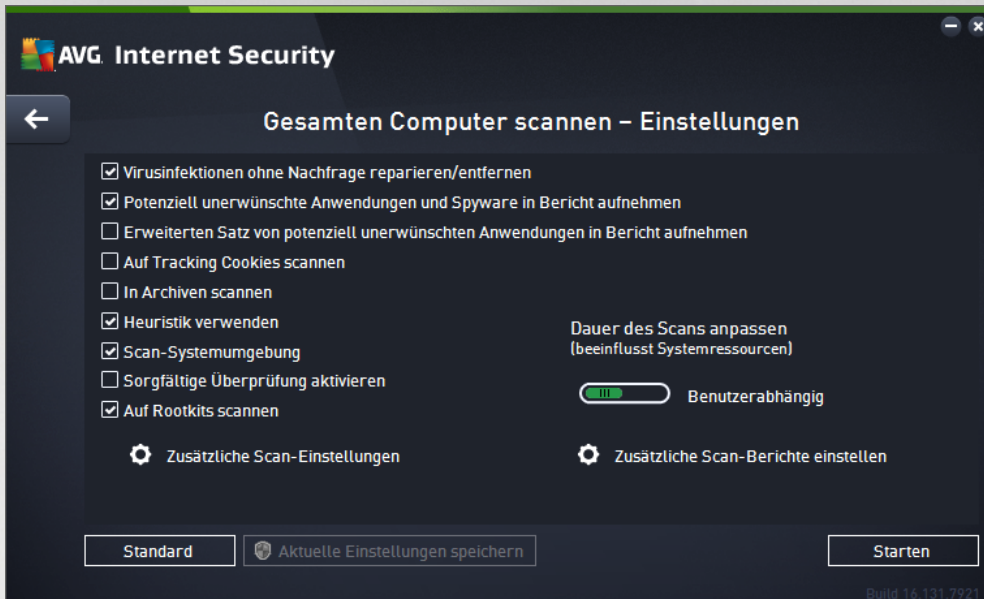 AVG Internet Security
Gesamten Computer scannen – Einstellungen
Virusinfektionen ohne Nachfrage reparieren/entfernen
Potenziell unerwünschte Anwendungen und Spyware in Bericht aufnehmen
Erweiterten Satz von potenziell unerwünschten Anwendungen in Bericht aufnehmen
Auf Tracking Cookies scannen
In Archiven scannen
Heuristik verwenden
Scan-Systemumgebung
Sorgfältige Überprüfung aktivieren
Auf Rootkits scannen
Dauer des Scans anpassen
(beeinflusst Systemressourcen)
Benutzerabhängig
Zusätzliche Scan-Einstellungen
Zusätzliche Scan-Berichte einstellen
Standard
Aktuelle Einstellungen speichern
Starten
Build 16.131.7921